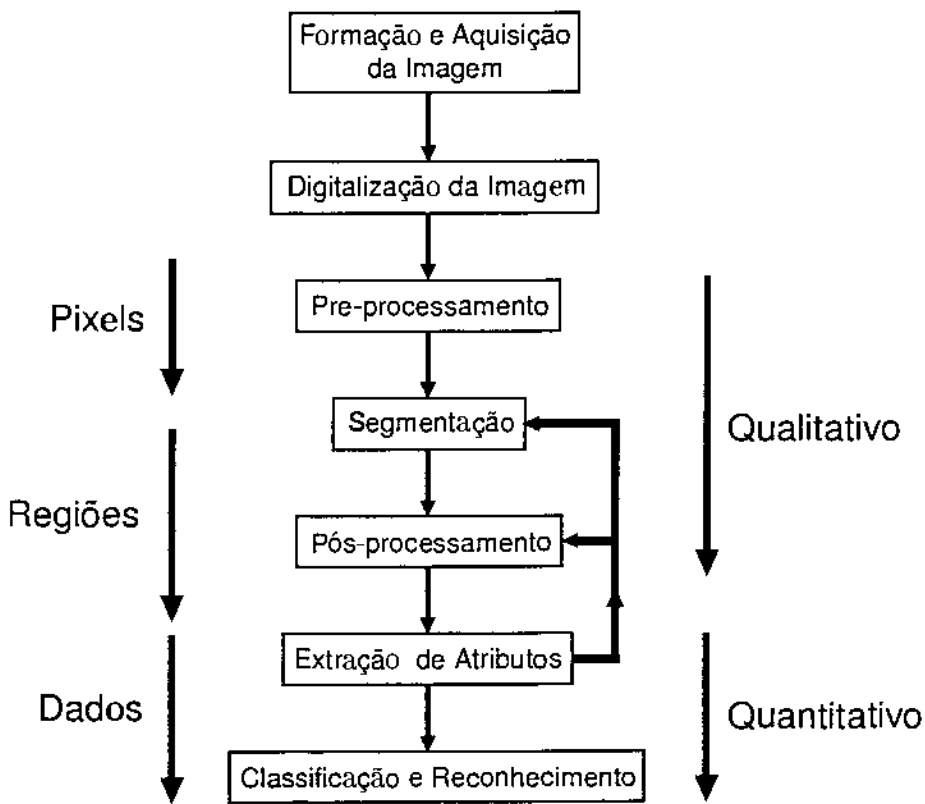 Formação e Aquisição
da Imagem
Digitalização da Imagem
Pre-processamento
Pixels
Segmentação
Qualitativo
Regiões
Pós-processamento
Extração de Atributos
Dados
Quantitativo
Classificação e Reconhecimento